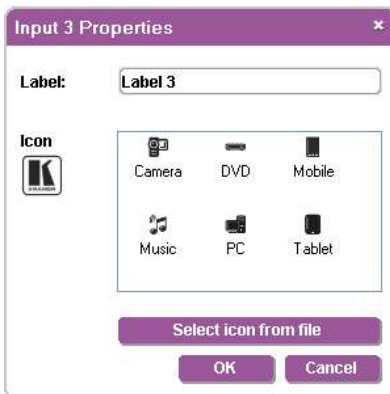 Input 3 Properties ×
Label: Label 3
Icon
K
KRAMER
Camera DVD Mobile
Music PC Tablet
Select icon from file
OK Cancel